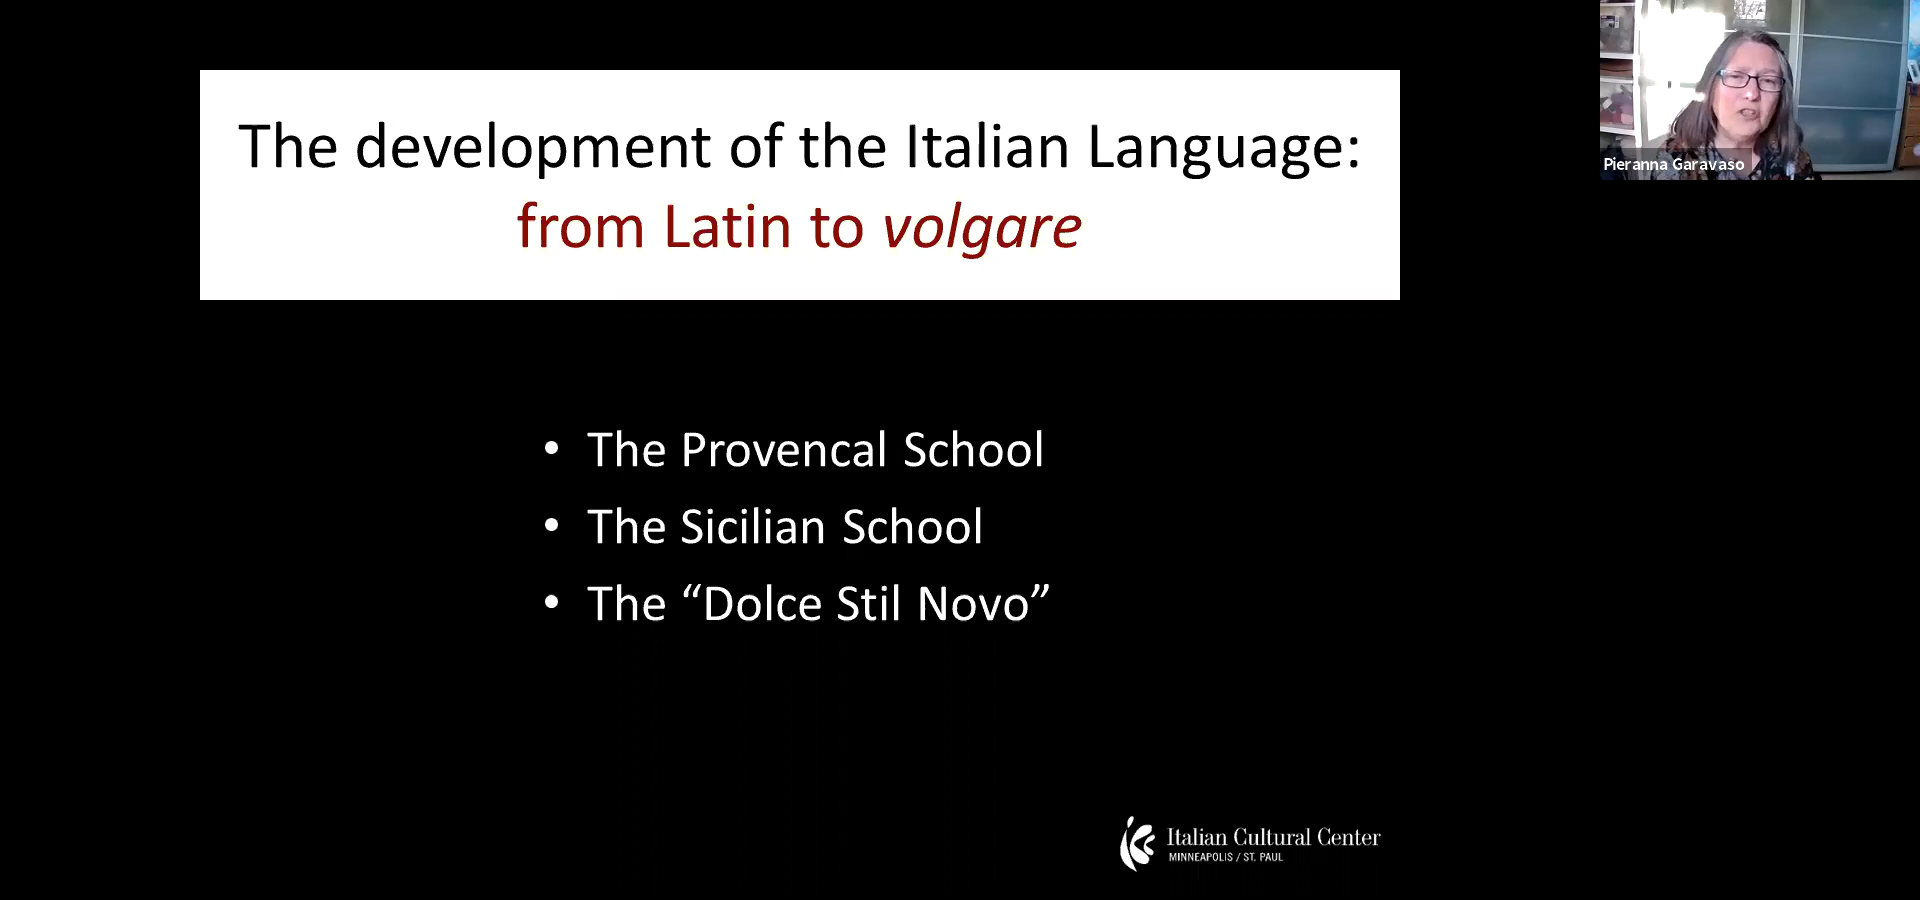 The development of the Italian Language:
from Latin to volgare
Pieranna Garavaso
• The Provencal School
• The Sicilian School
• The “Dolce Stil Novo”
Italian Cultural Center
MINNEAPOLIS / ST. PAUL